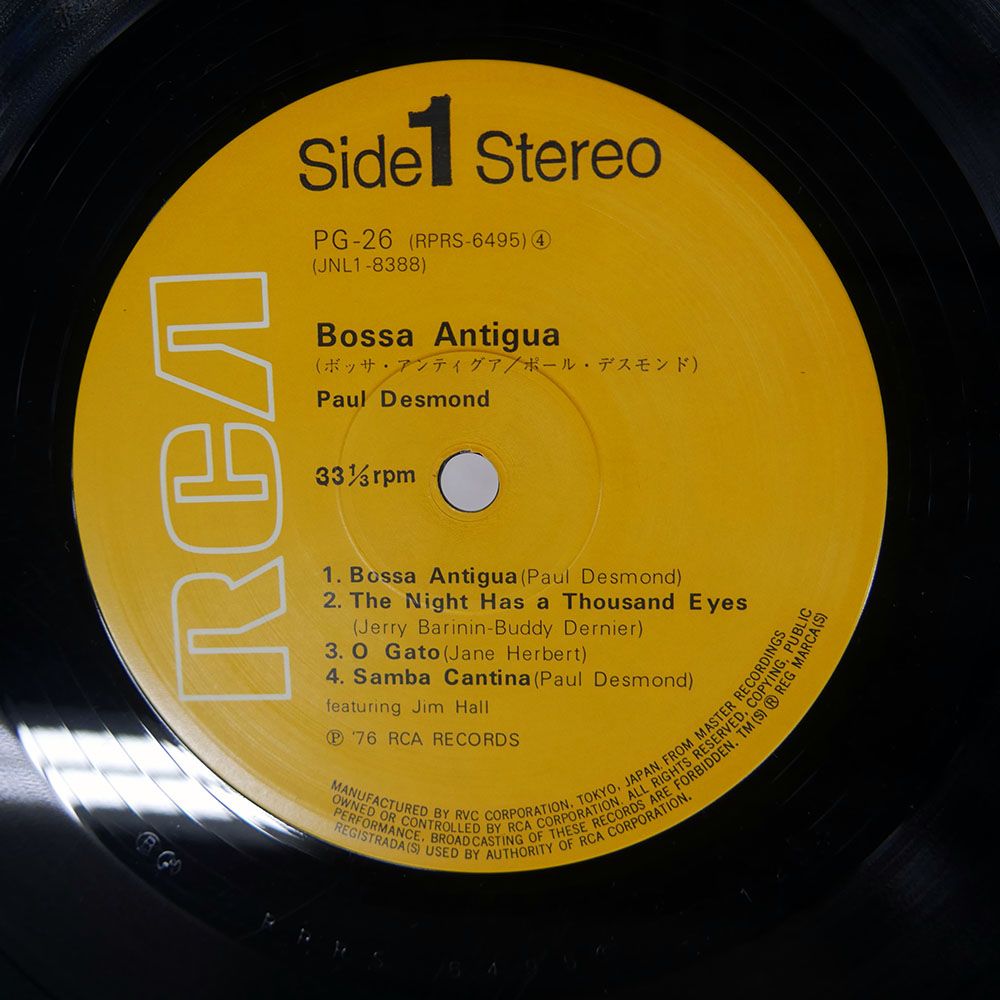 Side 1 Stereo
PG-26 (RPRS-6495) ④
(JNL1-8388)
Bossa Antigua
(ボッサ・アンティグア/ポール・デスモンド)
Paul Desmond
33 1/3 rpm
1. Bossa Antigua (Paul Desmond)
2. The Night Has a Thousand Eyes
(Jerry Barinin-Buddy Dernier)
3. O Gato (Jane Herbert)
4. Samba Cantina (Paul Desmond)
featuring Jim Hall
Ⓟ '76 RCA RECORDS
RCA
MANUFACTURED BY RVC CORPORATION, TOKYO, JAPAN. FROM MASTER RECORDINGS
OWNED OR CONTROLLED BY RCA CORPORATION. ALL RIGHTS RESERVED, COPYING, PUBLIC
PERFORMANCE, BROADCASTING OF THESE RECORDS ARE FORBIDDEN. TM(S) ® REG MARCA(S)
REGISTRADA(S) USED BY AUTHORITY OF RCA CORPORATION.